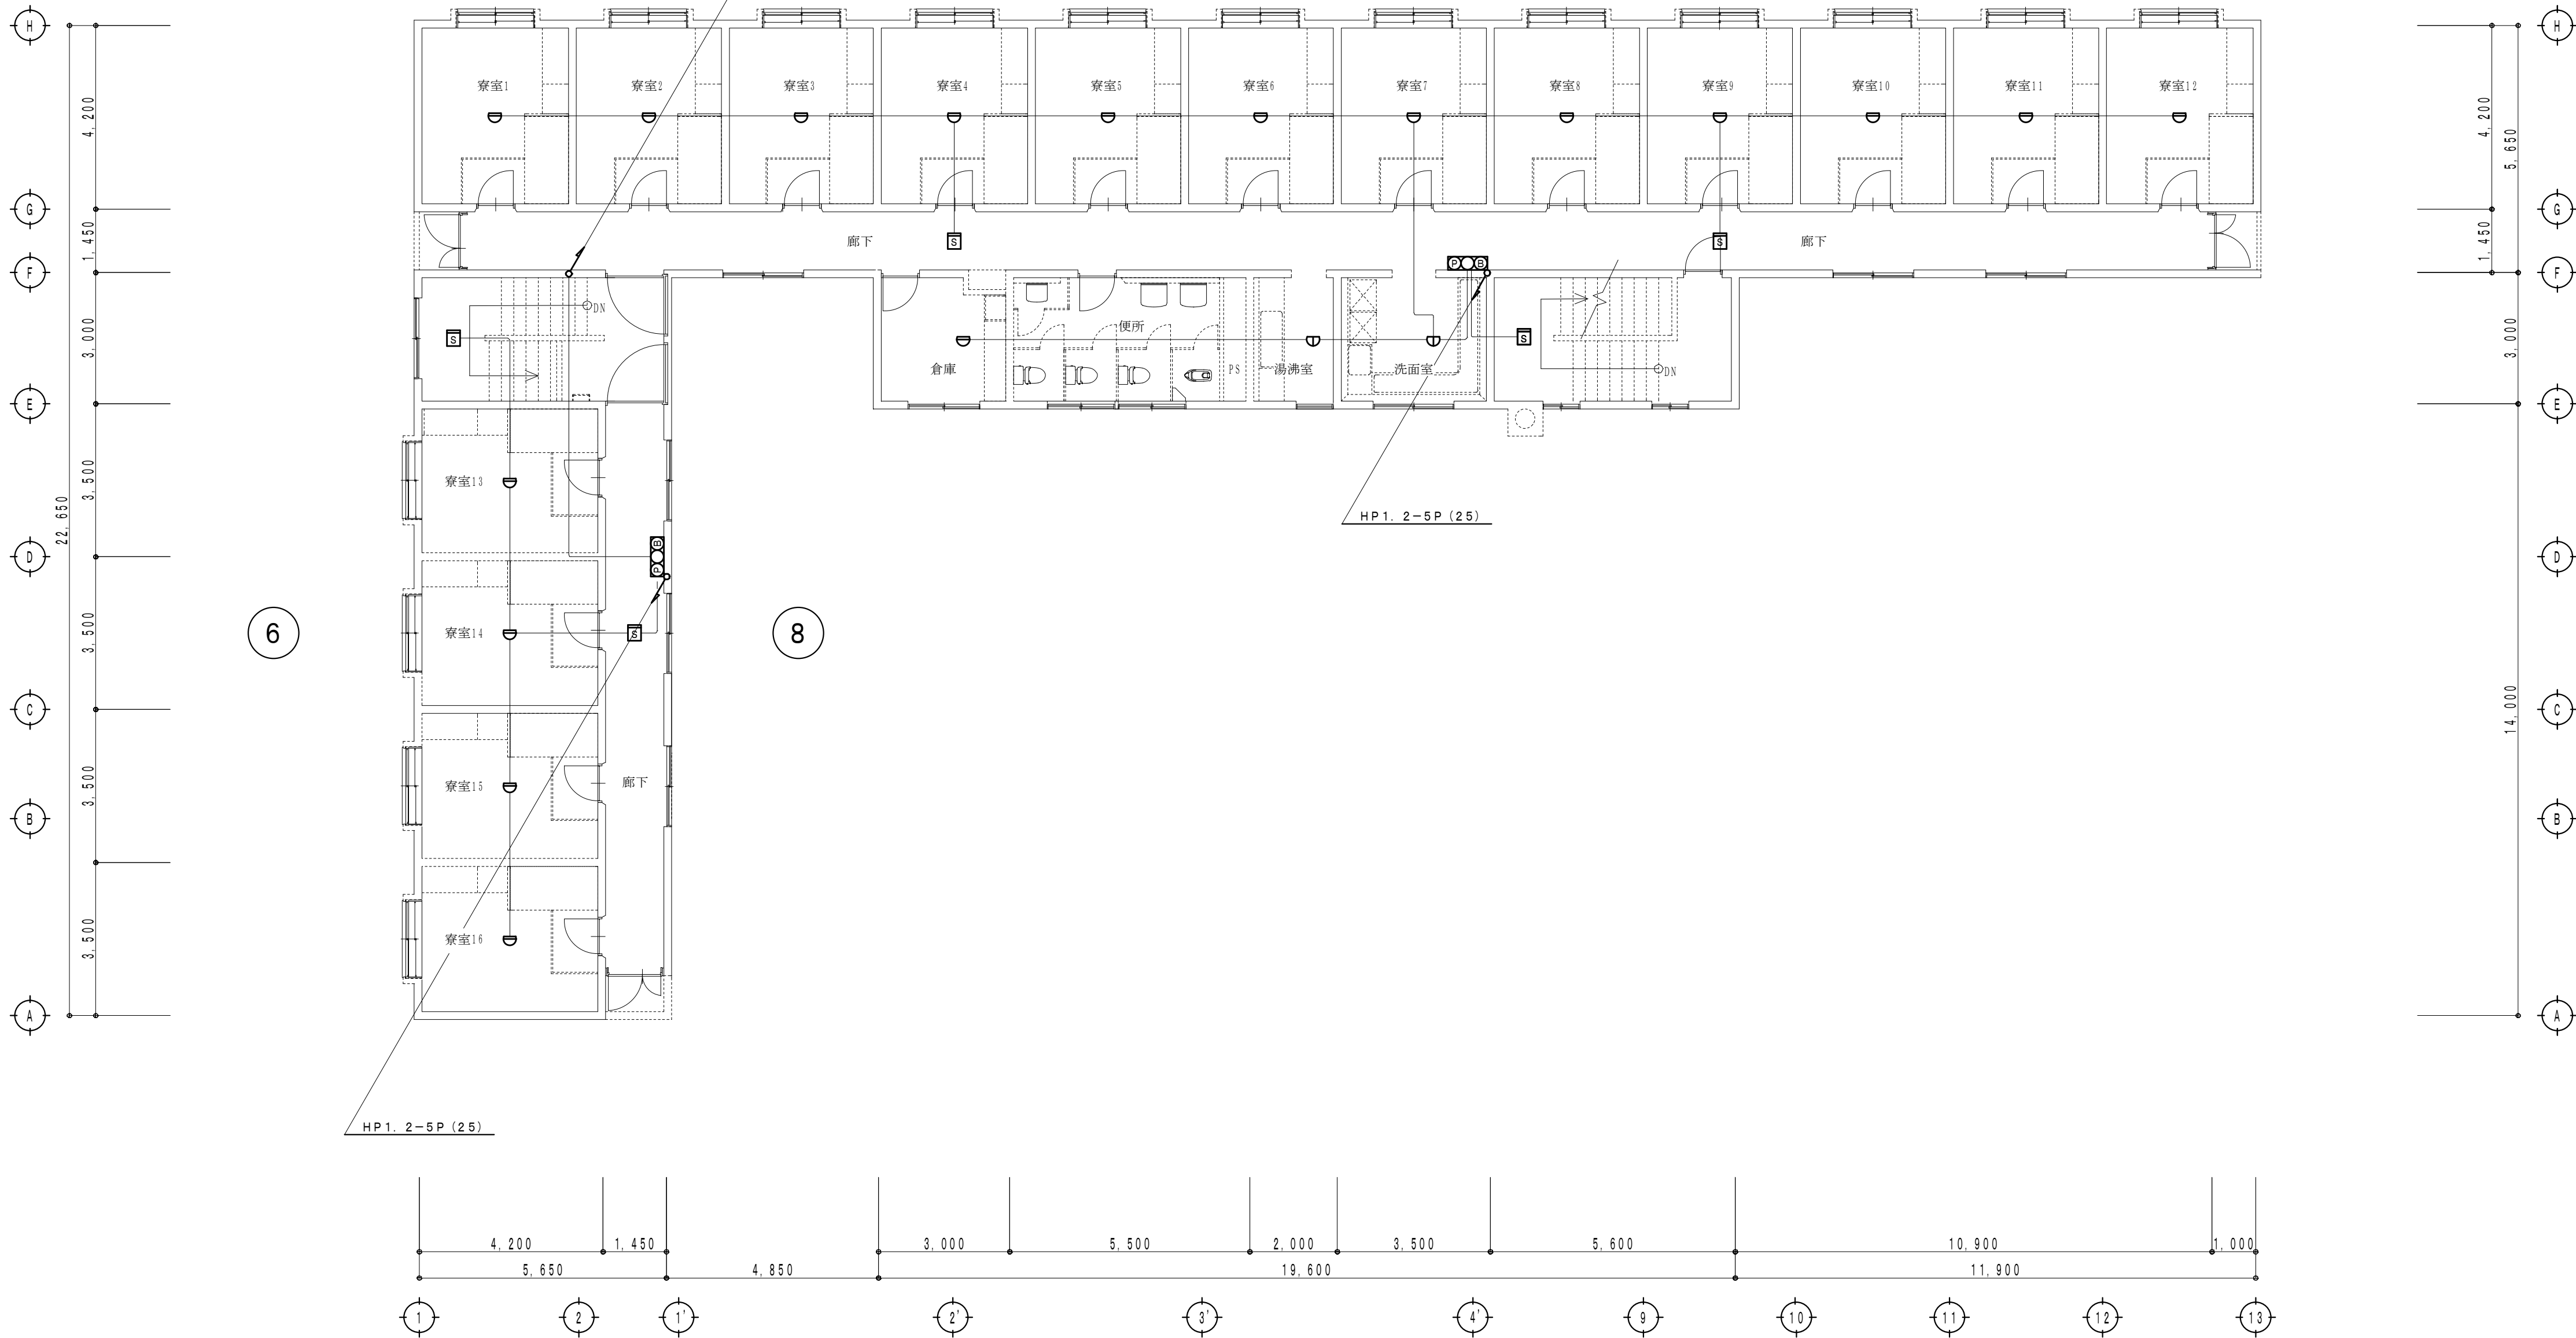 H
H
寮室1 寮室2 寮室3 寮室4 寮室5 寮室6 寮室7 寮室8 寮室9 寮室10 寮室11 寮室12
4,200
4,200
5,650
G
G
1,450
廊下 S 廊下 S
1,450
F
P B
F
DN
3,000
S
便所
S
3,000
倉庫 PS 湯沸室 洗面室 DN
E
E
3,500
寮室13
22,650
HP1.2-5P(25)
B
D
P
D
6
8
3,500
寮室14 S
C
14,000
C
3,500
寮室15 廊下
B
B
3,500
寮室16
A
A
HP1.2-5P(25)
4,200 1,450 3,000 5,500 2,000 3,500 5,600 10,900 1,000
5,650 4,850 19,600 11,900
1 2 1' 2' 3' 4' 9 10 11 12 13